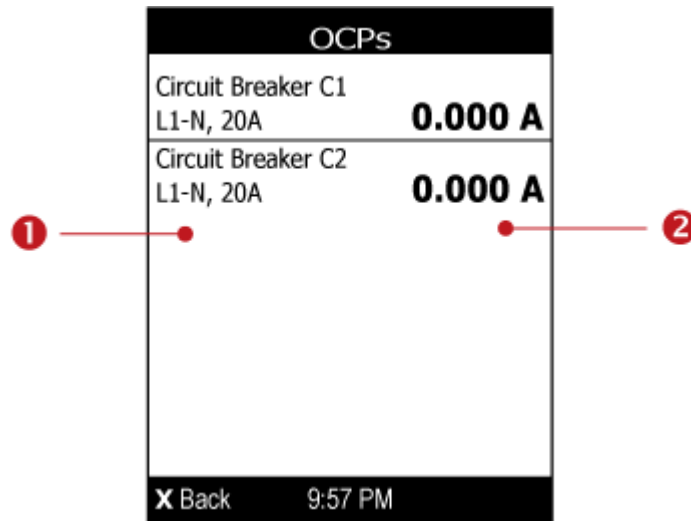 OCPs
Circuit Breaker C1
L1-N, 20A 0.000 A
Circuit Breaker C2
L1-N, 20A 0.000 A
1 2
X Back 9:57 PM